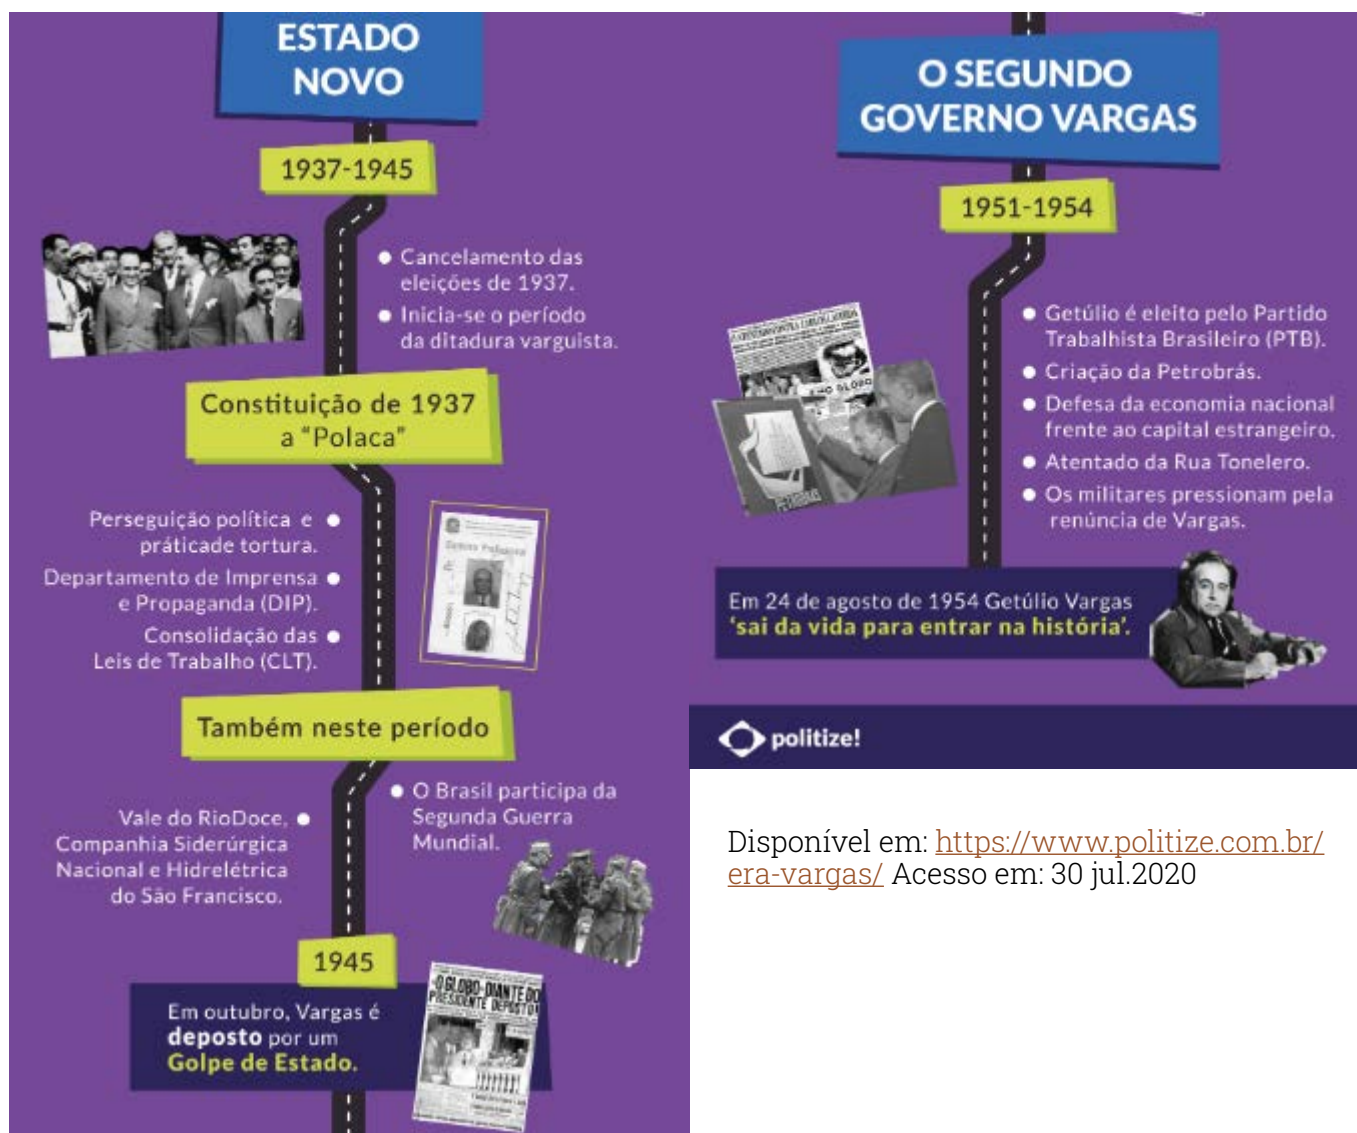 ESTADO
NOVO
1937-1945
Cancelamento das
eleições de 1937.
Inicia-se o período
da ditadura varguista.
Constituição de 1937
a “Polaca”
Perseguição política e
práticade tortura.
Departamento de Imprensa
e Propaganda (DIP).
Consolidação das
Leis de Trabalho (CLT).
Também neste período
O Brasil participa da
Segunda Guerra
Mundial.
Vale do RioDoce,
Companhia Siderúrgica
Nacional e Hidrelétrica
do São Francisco.
1945
Em outubro, Vargas é
deposto por um
Golpe de Estado.
O GLOBO-DIANTE DO
PRESIDENTE DEPOSTO!
O SEGUNDO
GOVERNO VARGAS
1951-1954
Getúlio é eleito pelo Partido
Trabalhista Brasileiro (PTB).
Criação da Petrobrás.
Defesa da economia nacional
frente ao capital estrangeiro.
Atentado da Rua Tonelero.
Os militares pressionam pela
renúncia de Vargas.
O GLOBO
PETROBRAS
Em 24 de agosto de 1954 Getúlio Vargas
‘sai da vida para entrar na história’.
politize!
Disponível em: https://www.politize.com.br/
era-vargas/ Acesso em: 30 jul.2020